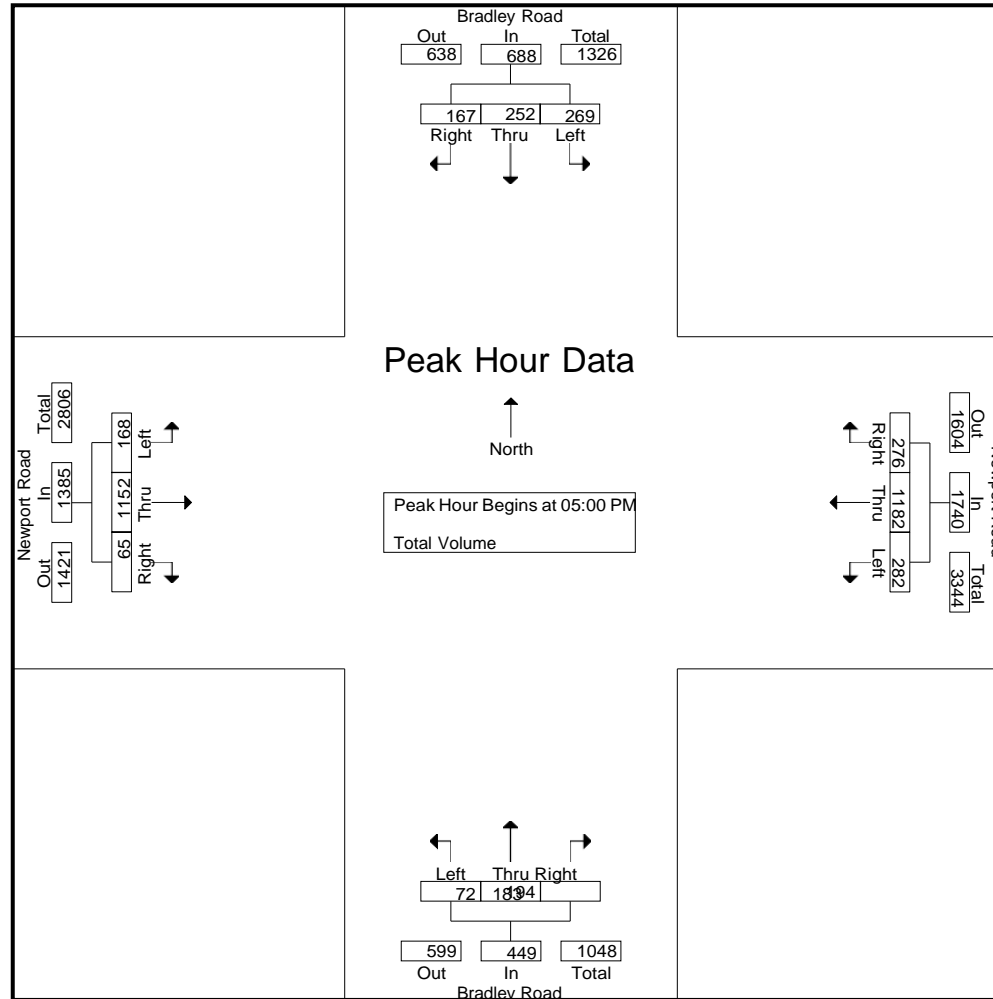 Bradley Road
Out In Total
638 688 1326
167 252 269
Right Thru Left
Peak Hour Data
North
Peak Hour Begins at 05:00 PM
Total Volume
Newport Road
Out In Total
1421 1385 2806
65 1152 168
Right Thru Left
Out In Total
1604 1740 3344
276 1182 282
Right Thru Left
Left Thru Right
72 183 194
599 449 1048
Out In Total
Bradley Road